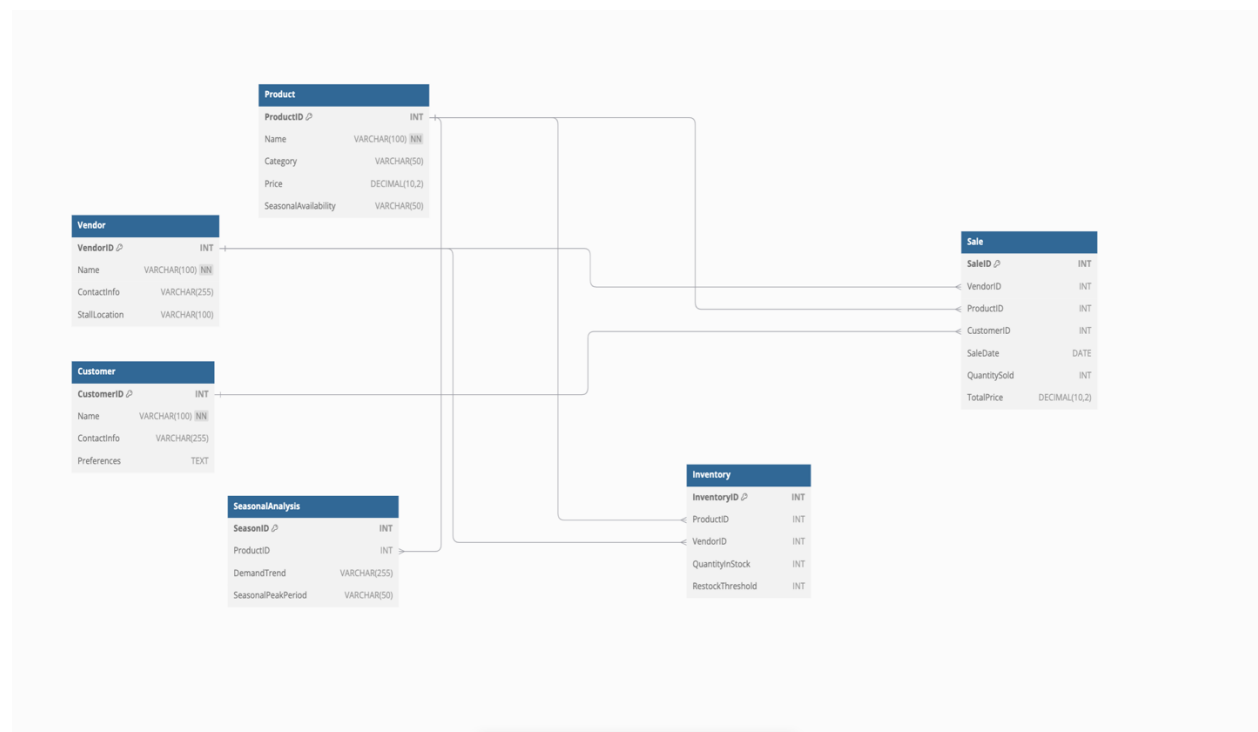 Product
ProductID INT
Name VARCHAR(100) NN
Category VARCHAR(50)
Price DECIMAL(10,2)
SeasonalAvailability VARCHAR(50)
Vendor
VendorID INT
Name VARCHAR(100) NN
ContactInfo VARCHAR(255)
StallLocation VARCHAR(100)
Sale
SaleID INT
VendorID INT
ProductID INT
CustomerID INT
SaleDate DATE
QuantitySold INT
TotalPrice DECIMAL(10,2)
Customer
CustomerID INT
Name VARCHAR(100) NN
ContactInfo VARCHAR(255)
Preferences TEXT
Inventory
InventoryID INT
ProductID INT
VendorID INT
QuantityInStock INT
RestockThreshold INT
SeasonalAnalysis
SeasonID INT
ProductID INT
DemandTrend VARCHAR(255)
SeasonalPeakPeriod VARCHAR(50)